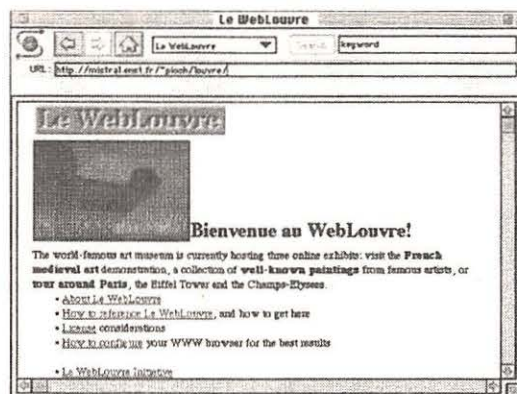 Le WebLouvre
Le WebLouvre Search keyword
URL: http://mistral.enst.fr/~pioch/louvre/
Le WebLouvre
Bienvenue au WebLouvre!
The world-famous art museum is currently hosting three online exhibits: visit the French
medieval art demonstration, a collection of well-known paintings from famous artists, or
tour around Paris, the Eiffel Tower and the Champs-Elysees.
• About Le WebLouvre
• How to reference Le WebLouvre, and how to get here
• License considerations
• How to configure your WWW browser for the best results
• Le WebLouvre Initiative